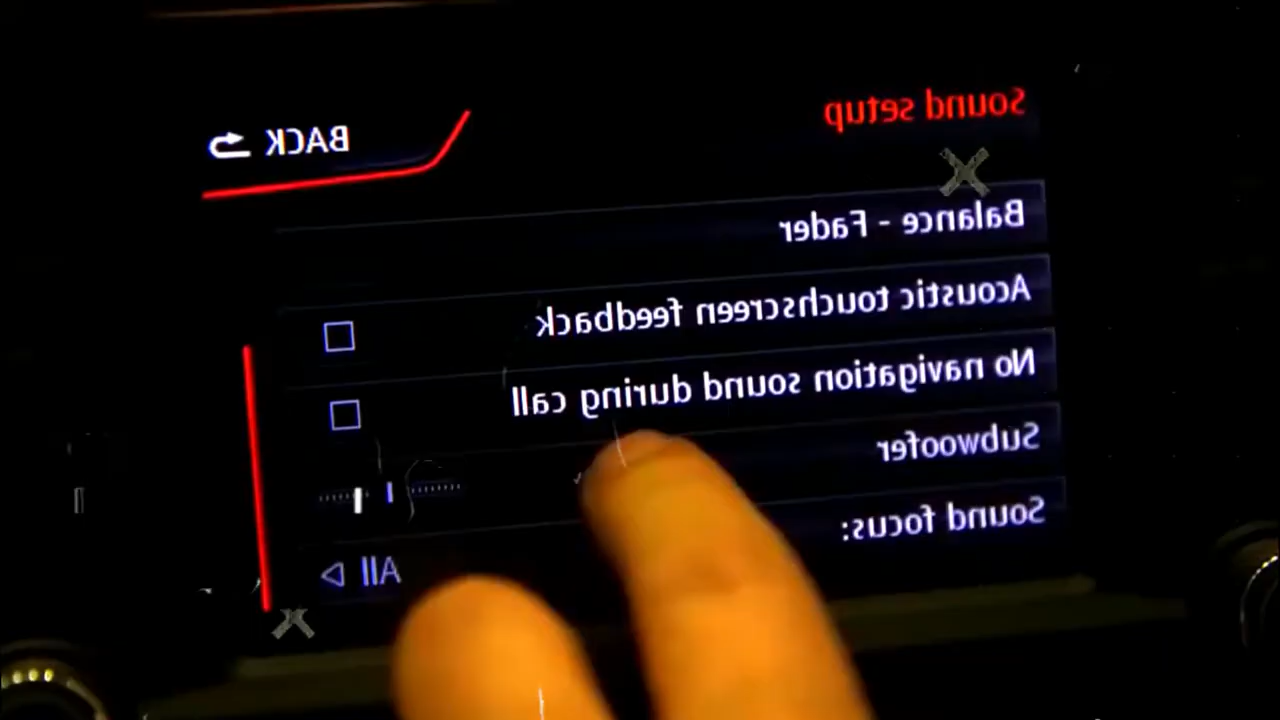 Sound setup
BACK
Balance - Fader
Acoustic touchscreen feedback
No navigation sound during call
Subwoofer
Sound focus:
All